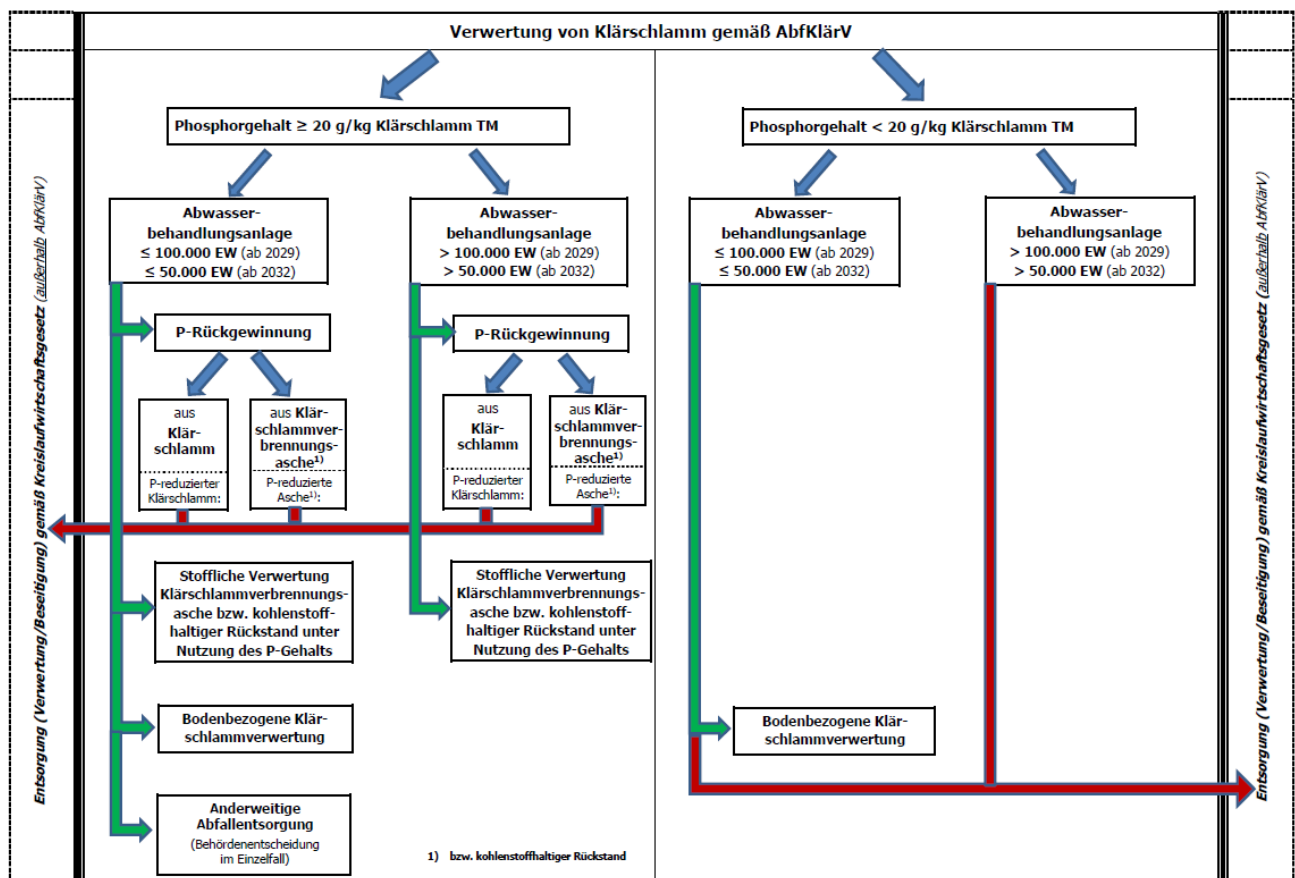 Verwertung von Klärschlamm gemäß AbfKlärV
Entsorgung (Verwertung/Beseitigung) gemäß Kreislaufwirtschaftsgesetz (außerhalb AbfKlärV)
Phosphorgehalt ≥ 20 g/kg Klärschlamm TM
Abwasser-
behandlungsanlage
≤ 100.000 EW (ab 2029)
≤ 50.000 EW (ab 2032)
P-Rückgewinnung
aus
Klär-
schlamm
P-reduzierter
Klärschlamm:
aus Klär-
schlammver-
brennungs-
asche1)
P-reduzierte
Asche1):
Stoffliche Verwertung
Klärschlammverbrennungs-
asche bzw. kohlenstoff-
haltiger Rückstand unter
Nutzung des P-Gehalts
Bodenbezogene Klär-
schlammverwertung
Anderweitige
Abfallentsorgung
(Behördenentscheidung
im Einzelfall)
Abwasser-
behandlungsanlage
> 100.000 EW (ab 2029)
> 50.000 EW (ab 2032)
P-Rückgewinnung
aus
Klär-
schlamm
P-reduzierter
Klärschlamm:
aus Klär-
schlammver-
brennungs-
asche1)
P-reduzierte
Asche1):
Stoffliche Verwertung
Klärschlammverbrennungs-
asche bzw. kohlenstoff-
haltiger Rückstand unter
Nutzung des P-Gehalts
1) bzw. kohlenstoffhaltiger Rückstand
Phosphorgehalt < 20 g/kg Klärschlamm TM
Abwasser-
behandlungsanlage
≤ 100.000 EW (ab 2029)
≤ 50.000 EW (ab 2032)
Bodenbezogene Klär-
schlammverwertung
Abwasser-
behandlungsanlage
> 100.000 EW (ab 2029)
> 50.000 EW (ab 2032)
Entsorgung (Verwertung/Beseitigung) gemäß Kreislaufwirtschaftsgesetz (außerhalb AbfKlärV)